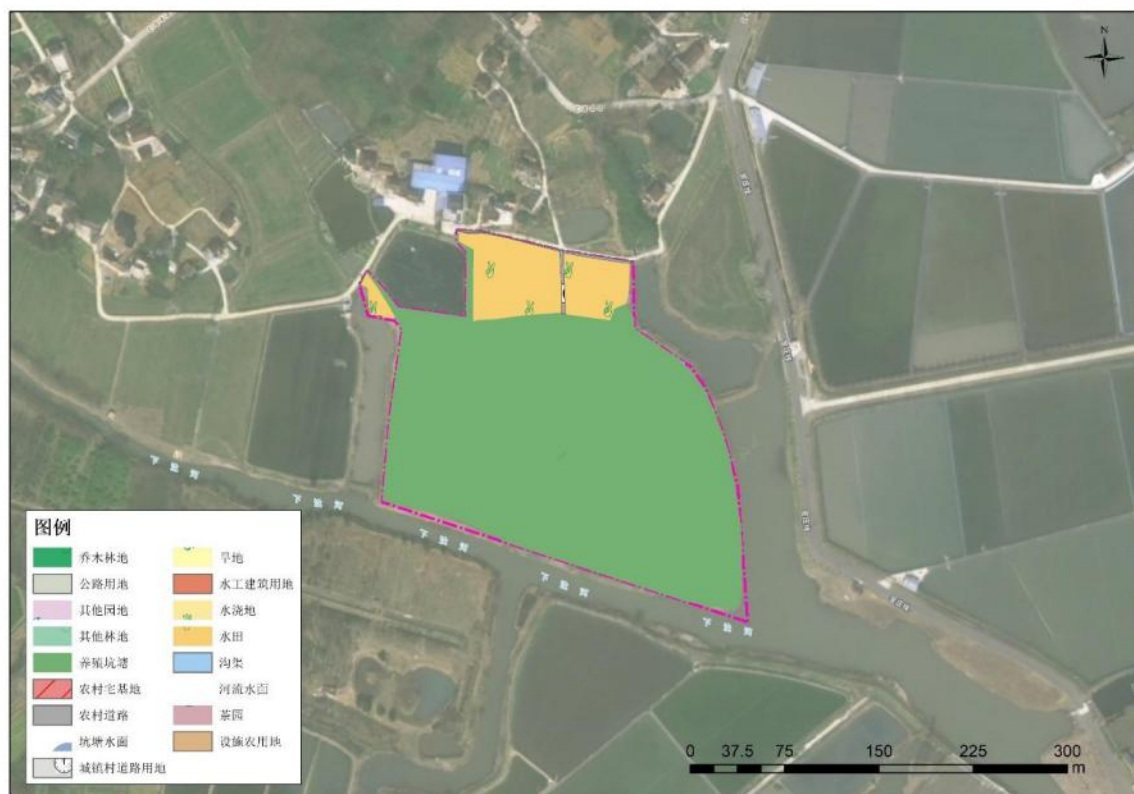 N
下 新 河
图例
乔木林地
旱地
公路用地
水工建筑用地
其他园地
水浇地
其他林地
水田
养殖坑塘
沟渠
农村宅基地
河流水面
农村道路
茶园
坑塘水面
设施农用地
城镇村道路用地
0 37.5 75 150 225 300
m